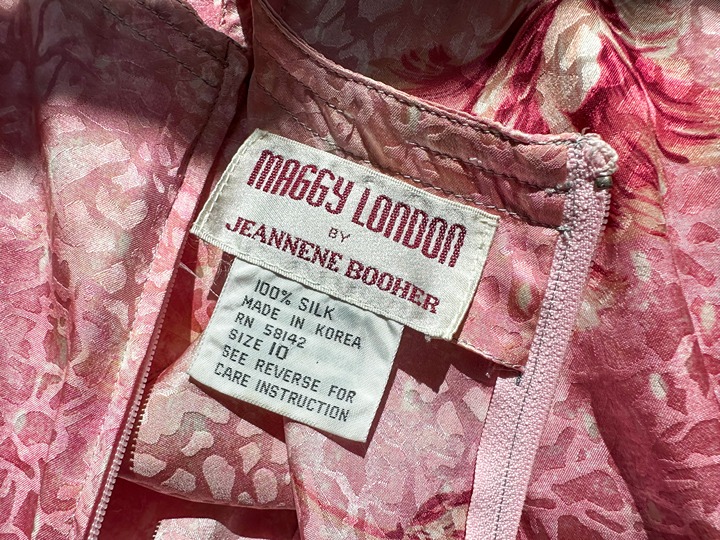 MAGGY LONDON
BY
JEANNENE BOOHER
100% SILK
MADE IN KOREA
RN 58142
SIZE 10
SEE REVERSE FOR
CARE INSTRUCTION